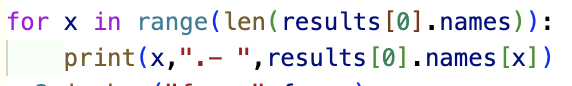 for x in range(len(results[0].names)):
    print(x,".- ",results[0].names[x])